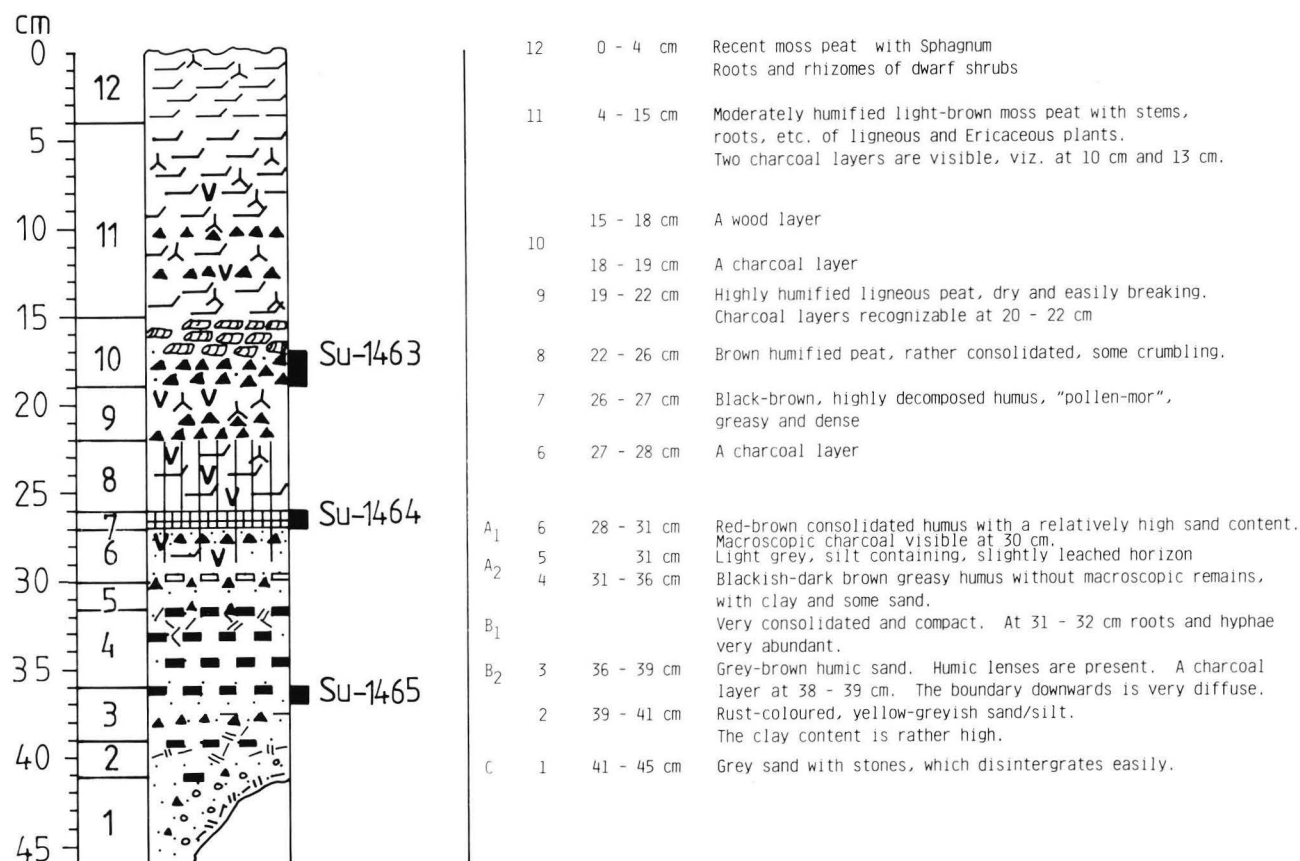 cm
0
5
10
15
20
25
30
35
40
45
12
11
10
9
8
7
6
5
4
3
2
1
Su-1463
Su-1464
Su-1465
12 0 - 4 cm Recent moss peat with Sphagnum
Roots and rhizomes of dwarf shrubs
11 4 - 15 cm Moderately humified light-brown moss peat with stems,
roots, etc. of ligneous and Ericaceous plants.
Two charcoal layers are visible, viz. at 10 cm and 13 cm.
15 - 18 cm A wood layer
10
18 - 19 cm A charcoal layer
9 19 - 22 cm Highly humified ligneous peat, dry and easily breaking.
Charcoal layers recognizable at 20 - 22 cm
8 22 - 26 cm Brown humified peat, rather consolidated, some crumbling.
7 26 - 27 cm Black-brown, highly decomposed humus, "pollen-mor",
greasy and dense
6 27 - 28 cm A charcoal layer
A1 6 28 - 31 cm Red-brown consolidated humus with a relatively high sand content.
Macroscopic charcoal visible at 30 cm.
A2 5 31 cm Light grey, silt containing, slightly leached horizon
4 31 - 36 cm Blackish-dark brown greasy humus without macroscopic remains,
with clay and some sand.
B1 Very consolidated and compact. At 31 - 32 cm roots and hyphae
very abundant.
B2 3 36 - 39 cm Grey-brown humic sand. Humic lenses are present. A charcoal
layer at 38 - 39 cm. The boundary downwards is very diffuse.
2 39 - 41 cm Rust-coloured, yellow-greyish sand/silt.
The clay content is rather high.
C 1 41 - 45 cm Grey sand with stones, which disintergrates easily.